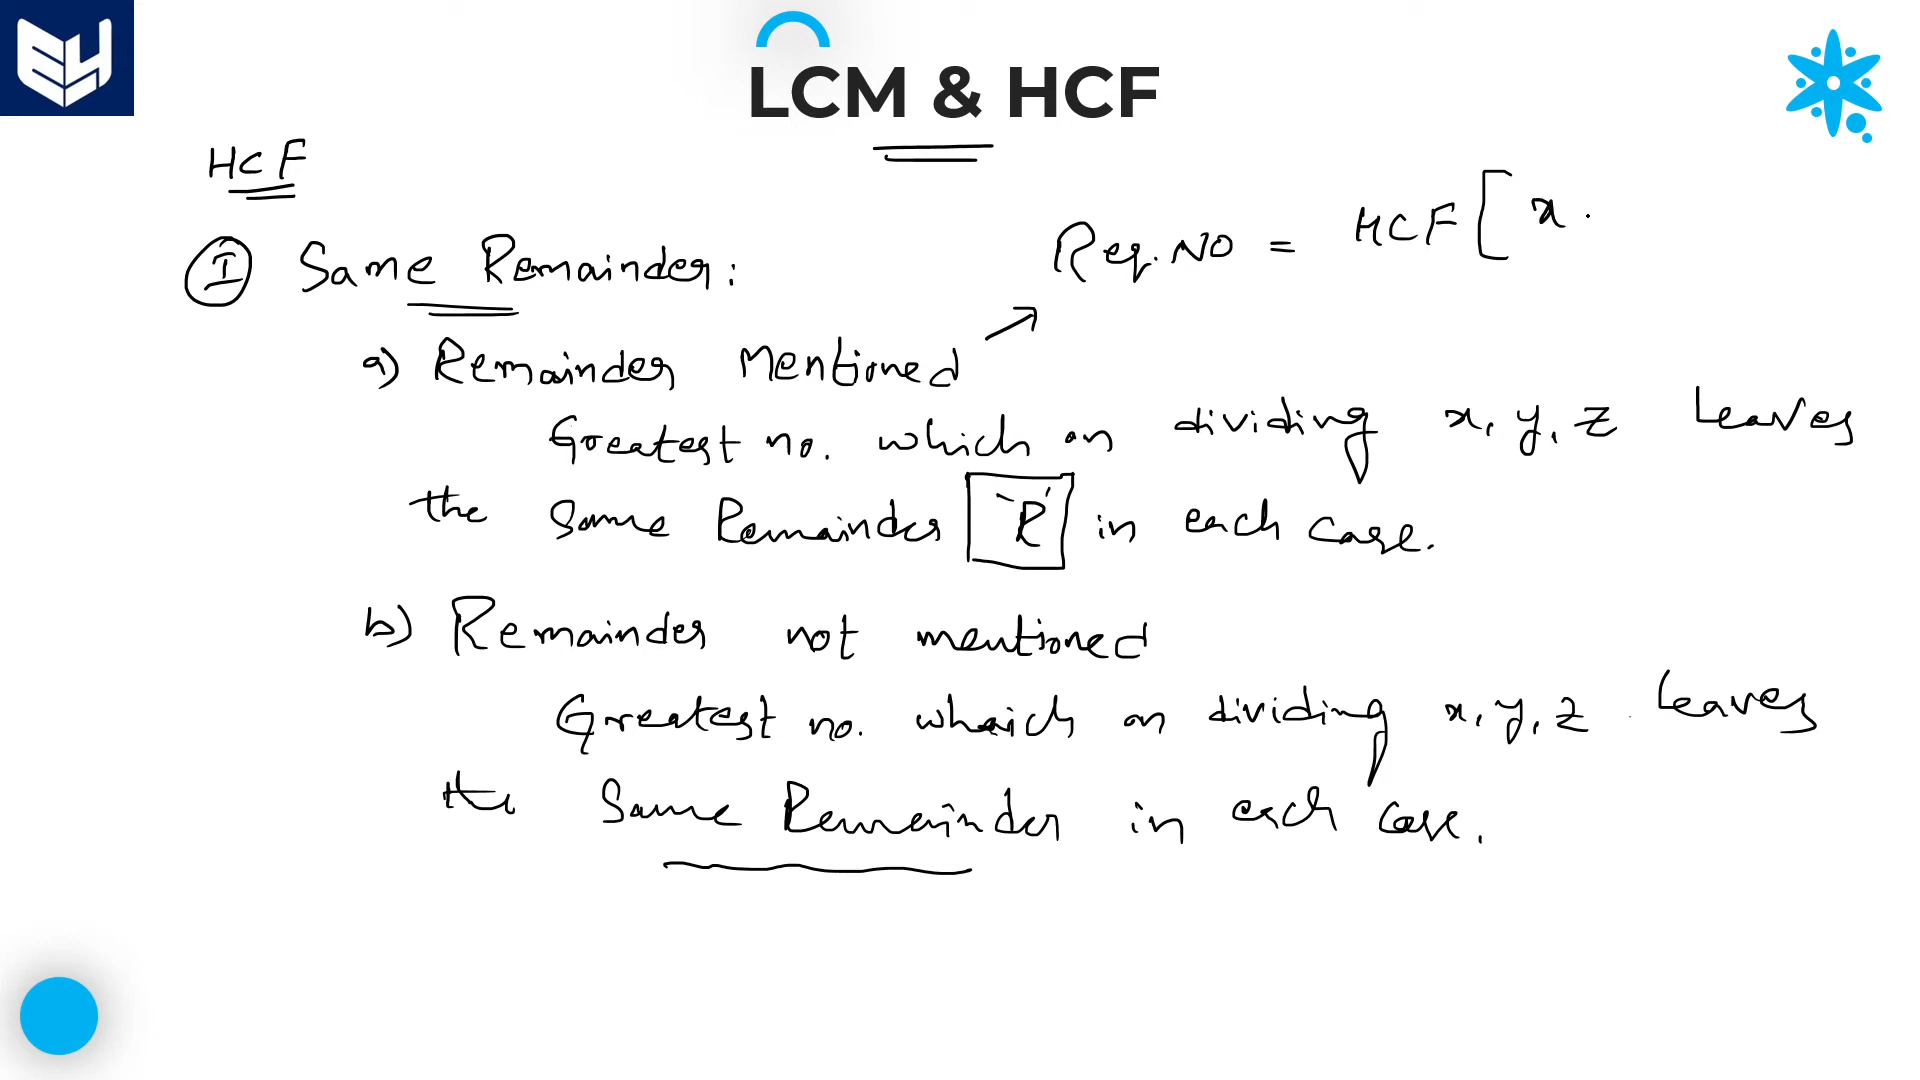 LCM & HCF
HCF
I Same Remainder:
Req. NO = HCF [ x .
a) Remainder Mentioned
Greatest no. which on dividing x, y, z leaves
the same Remainder 'R' in each case.
b) Remainder not mentioned
Greatest no. whaich on dividing x, y, z leaves
the Same Remainder in each case.